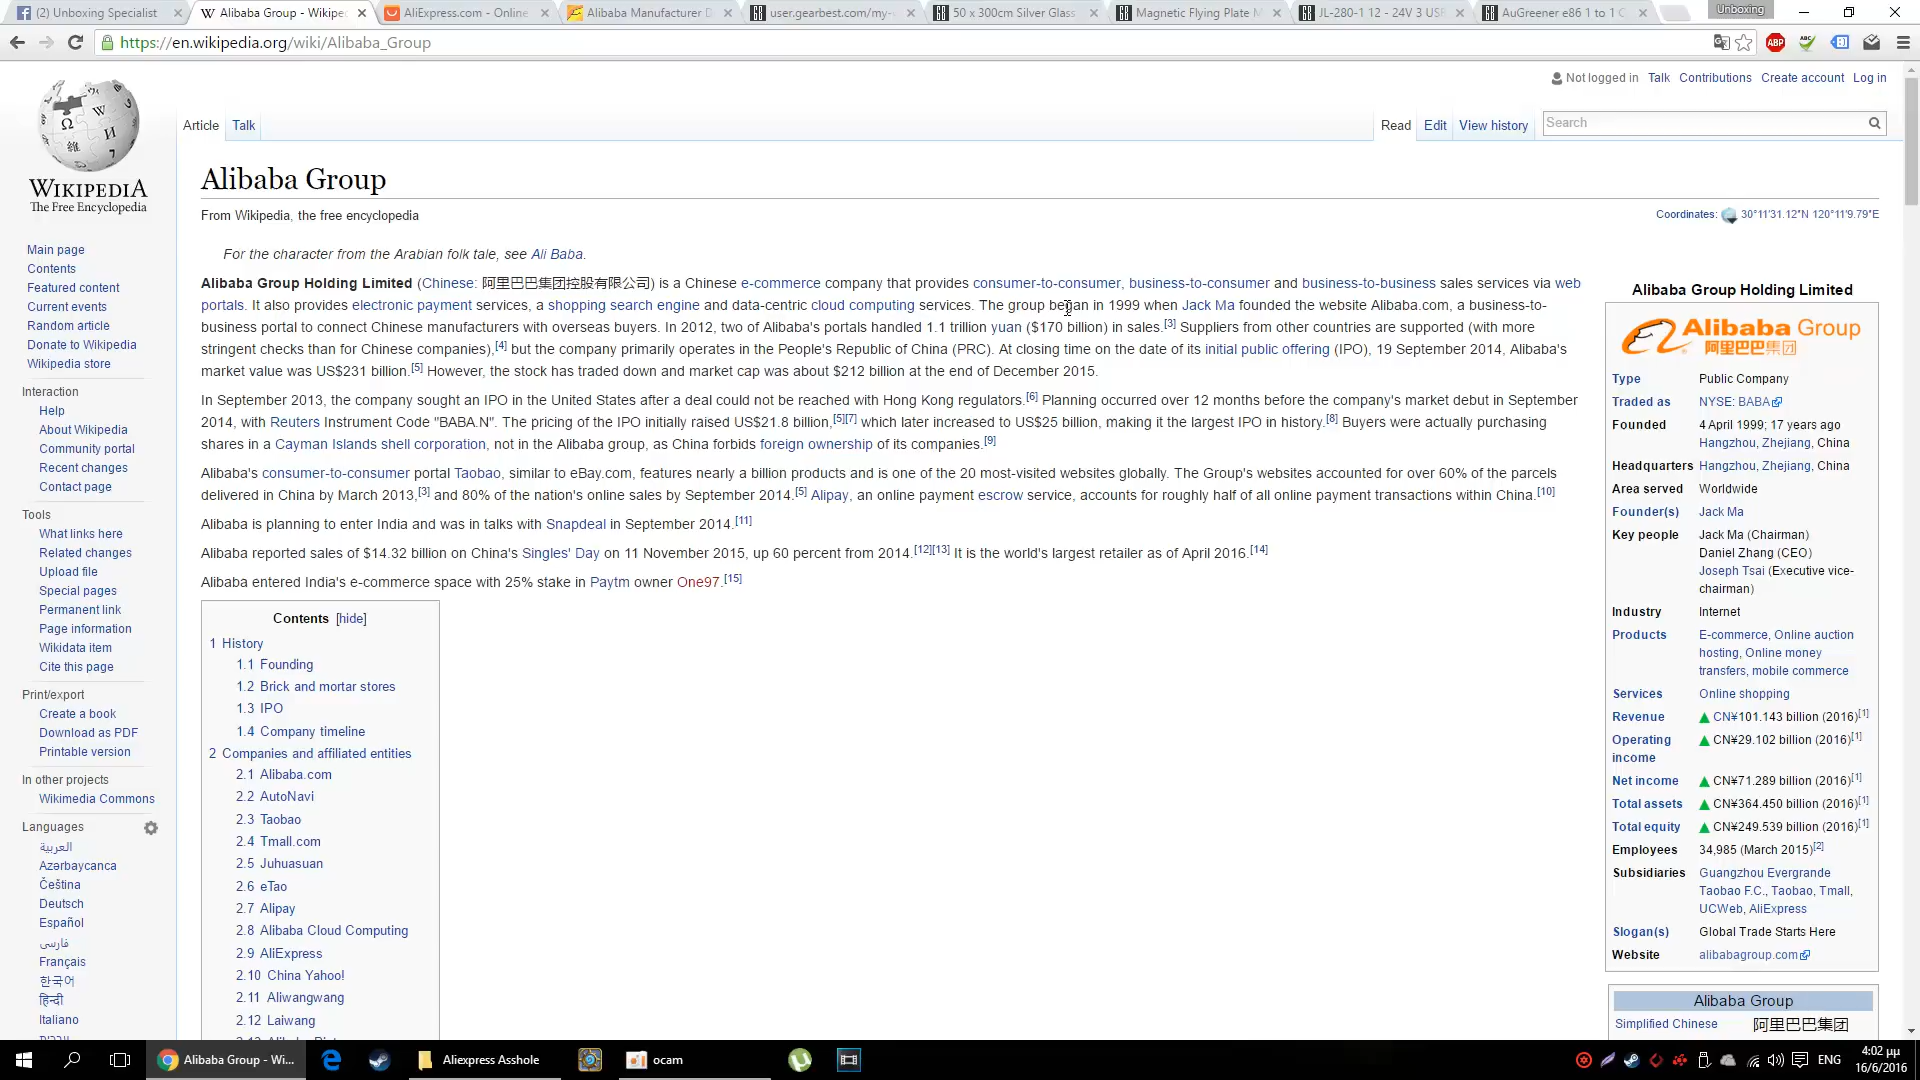 (2) Unboxing Specialist
Alibaba Group - Wikipe
AliExpress.com - Online
Alibaba Manufacturer D
user.gearbest.com/my-
50 x 300cm Silver Glass
Magnetic Flying Plate M
JL-280-1 12 - 24V 3 USB
AuGreener e86 1 to 1 C
Unboxing
https://en.wikipedia.org/wiki/Alibaba_Group
ABP
Not logged in Talk Contributions Create account Log in
Article Talk
Read Edit View history
Search
WIKIPEDIA
The Free Encyclopedia
Main page
Contents
Featured content
Current events
Random article
Donate to Wikipedia
Wikipedia store
Interaction
Help
About Wikipedia
Community portal
Recent changes
Contact page
Tools
What links here
Related changes
Upload file
Special pages
Permanent link
Page information
Wikidata item
Cite this page
Print/export
Create a book
Download as PDF
Printable version
In other projects
Wikimedia Commons
Languages
العربية
Azərbaycanca
Čeština
Deutsch
Español
فارسی
Français
한국어
हिन्दी
Italiano
Alibaba Group
From Wikipedia, the free encyclopedia
Coordinates: 30°11′31.12″N 120°11′9.79″E
For the character from the Arabian folk tale, see Ali Baba.
Alibaba Group Holding Limited (Chinese: 阿里巴巴集团控股有限公司) is a Chinese e-commerce company that provides consumer-to-consumer, business-to-consumer and business-to-business sales services via web
portals. It also provides electronic payment services, a shopping search engine and data-centric cloud computing services. The group began in 1999 when Jack Ma founded the website Alibaba.com, a business-to-
business portal to connect Chinese manufacturers with overseas buyers. In 2012, two of Alibaba's portals handled 1.1 trillion yuan ($170 billion) in sales.[3] Suppliers from other countries are supported (with more
stringent checks than for Chinese companies),[4] but the company primarily operates in the People's Republic of China (PRC). At closing time on the date of its initial public offering (IPO), 19 September 2014, Alibaba's
market value was US$231 billion.[5] However, the stock has traded down and market cap was about $212 billion at the end of December 2015.
In September 2013, the company sought an IPO in the United States after a deal could not be reached with Hong Kong regulators.[6] Planning occurred over 12 months before the company's market debut in September
2014, with Reuters Instrument Code "BABA.N". The pricing of the IPO initially raised US$21.8 billion,[5][7] which later increased to US$25 billion, making it the largest IPO in history.[8] Buyers were actually purchasing
shares in a Cayman Islands shell corporation, not in the Alibaba group, as China forbids foreign ownership of its companies.[9]
Alibaba's consumer-to-consumer portal Taobao, similar to eBay.com, features nearly a billion products and is one of the 20 most-visited websites globally. The Group's websites accounted for over 60% of the parcels
delivered in China by March 2013,[3] and 80% of the nation's online sales by September 2014.[5] Alipay, an online payment escrow service, accounts for roughly half of all online payment transactions within China.[10]
Alibaba is planning to enter India and was in talks with Snapdeal in September 2014.[11]
Alibaba reported sales of $14.32 billion on China's Singles' Day on 11 November 2015, up 60 percent from 2014.[12][13] It is the world's largest retailer as of April 2016.[14]
Alibaba entered India's e-commerce space with 25% stake in Paytm owner One97.[15]
Contents [hide]
1 History
1.1 Founding
1.2 Brick and mortar stores
1.3 IPO
1.4 Company timeline
2 Companies and affiliated entities
2.1 Alibaba.com
2.2 AutoNavi
2.3 Taobao
2.4 Tmall.com
2.5 Juhuasuan
2.6 eTao
2.7 Alipay
2.8 Alibaba Cloud Computing
2.9 AliExpress
2.10 China Yahoo!
2.11 Aliwangwang
2.12 Laiwang
Alibaba Group Holding Limited
Alibaba Group
阿里巴巴集団
Type Public Company
Traded as NYSE: BABA
Founded 4 April 1999; 17 years ago
Hangzhou, Zhejiang, China
Headquarters Hangzhou, Zhejiang, China
Area served Worldwide
Founder(s) Jack Ma
Key people Jack Ma (Chairman)
Daniel Zhang (CEO)
Joseph Tsai (Executive vice-
chairman)
Industry Internet
Products E-commerce, Online auction
hosting, Online money
transfers, mobile commerce
Services Online shopping
Revenue ▲ CN¥101.143 billion (2016)[1]
Operating ▲ CN¥29.102 billion (2016)[1]
income
Net income ▲ CN¥71.289 billion (2016)[1]
Total assets ▲ CN¥364.450 billion (2016)[1]
Total equity ▲ CN¥249.539 billion (2016)[1]
Employees 34,985 (March 2015)[2]
Subsidiaries Guangzhou Evergrande
Taobao F.C., Taobao, Tmall,
UCWeb, AliExpress
Slogan(s) Global Trade Starts Here
Website alibabagroup.com
Alibaba Group
Simplified Chinese 阿里巴巴集团
Alibaba Group - Wi...
Aliexpress Asshole
ocam
ENG
4:02 μμ
16/6/2016